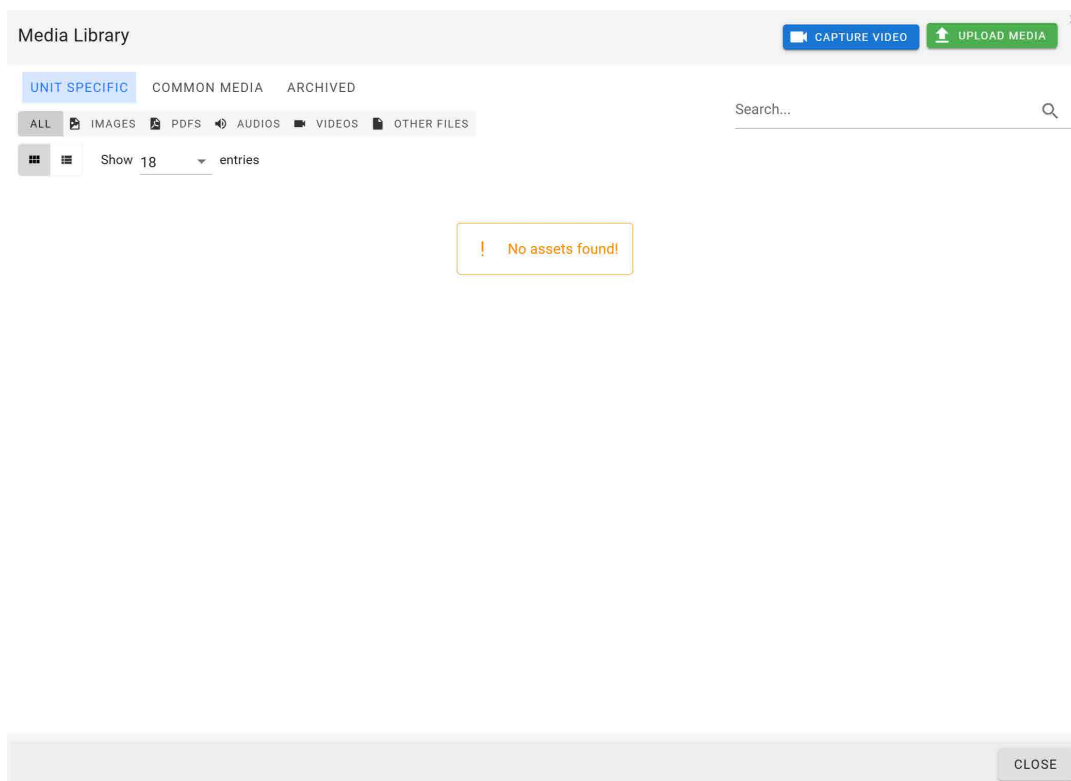 Media Library
CAPTURE VIDEO
UPLOAD MEDIA
UNIT SPECIFIC COMMON MEDIA ARCHIVED
Search...
ALL IMAGES PDFS AUDIOS VIDEOS OTHER FILES
Show 18 entries
! No assets found!
CLOSE